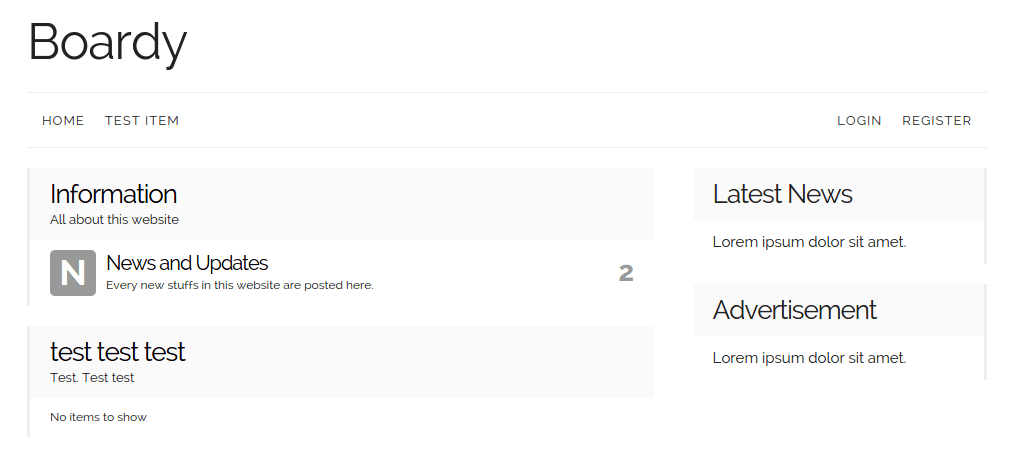 Boardy
HOME TEST ITEM LOGIN REGISTER
Information
All about this website
N
News and Updates
Every new stuffs in this website are posted here.
2
test test test
Test. Test test
No items to show
Latest News
Lorem ipsum dolor sit amet.
Advertisement
Lorem ipsum dolor sit amet.